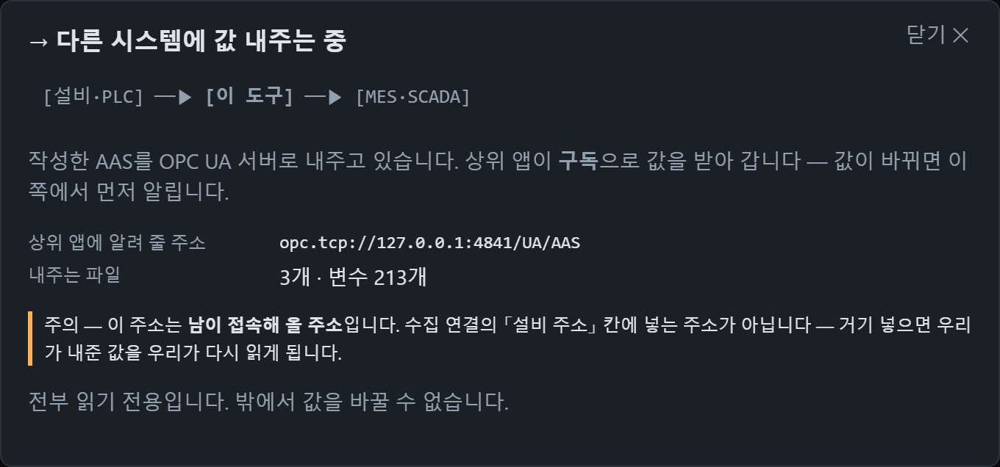 → 다른 시스템에 값 내주는 중
닫기 ×
[설비·PLC] ──▶ [이 도구] ──▶ [MES·SCADA]
작성한 AAS를 OPC UA 서버로 내주고 있습니다. 상위 앱이 구독으로 값을 받아 갑니다 — 값이 바뀌면 이
쪽에서 먼저 알립니다.
상위 앱에 알려 줄 주소 opc.tcp://127.0.0.1:4841/UA/AAS
내주는 파일 3개 · 변수 213개
주의 — 이 주소는 남이 접속해 올 주소입니다. 수집 연결의 「설비 주소」 칸에 넣는 주소가 아닙니다 — 거기 넣으면 우리
가 내준 값을 우리가 다시 읽게 됩니다.
전부 읽기 전용입니다. 밖에서 값을 바꿀 수 없습니다.